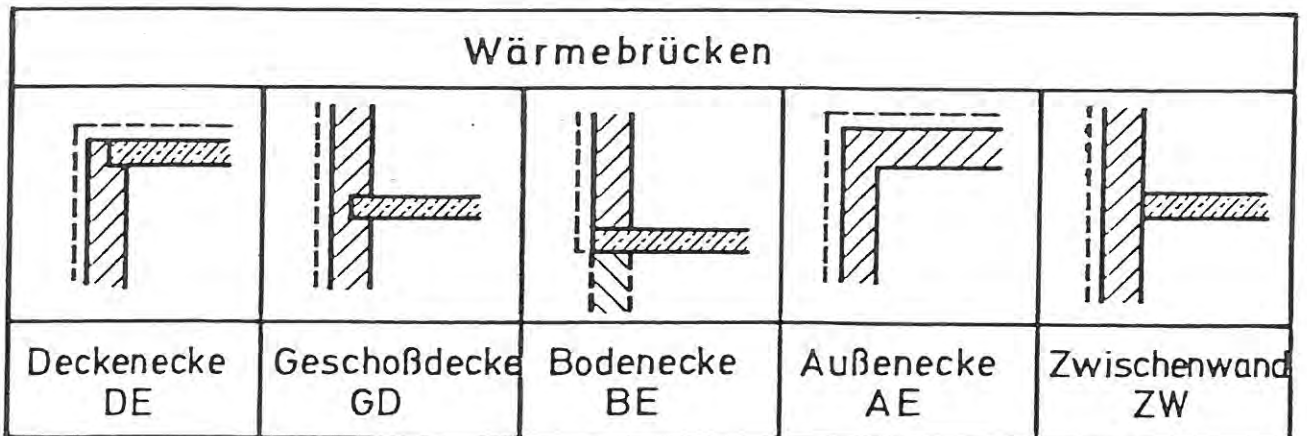 Wärmebrücken
Deckenecke
DE
Geschoßdecke
GD
Bodenecke
BE
Außenecke
AE
Zwischenwand
ZW